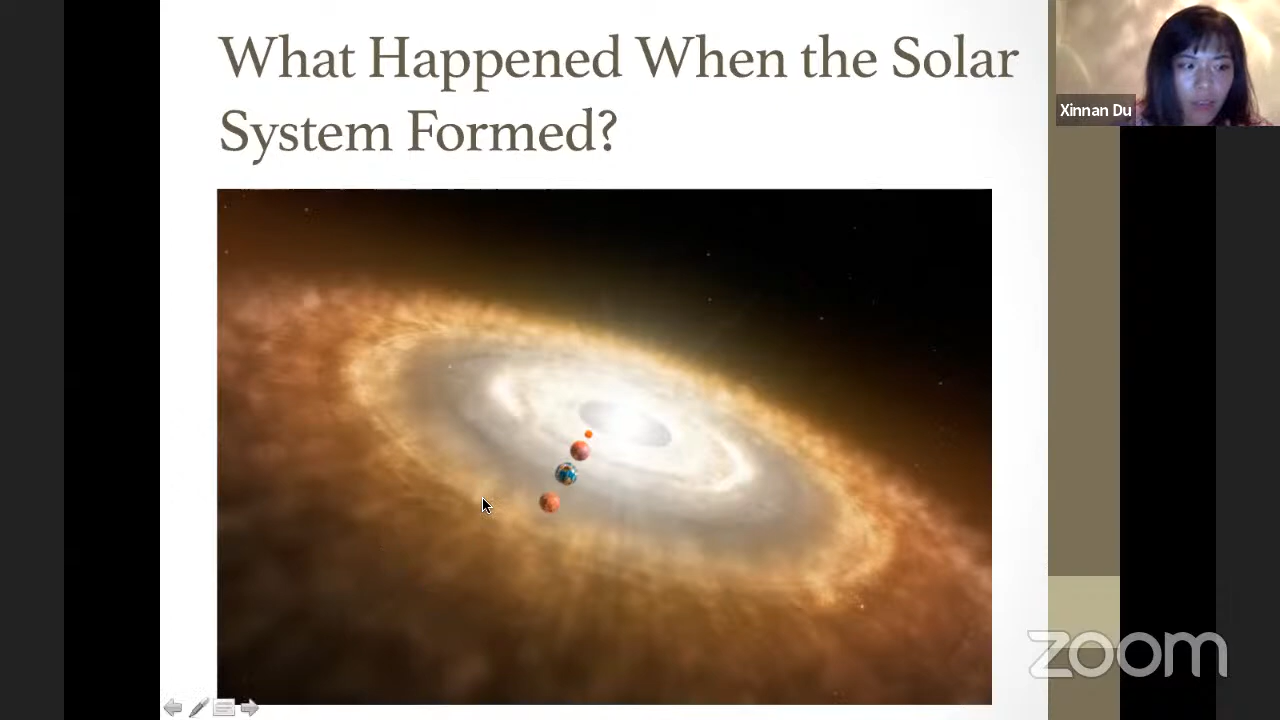 What Happened When the Solar
System Formed?
Xinnan Du
zoom